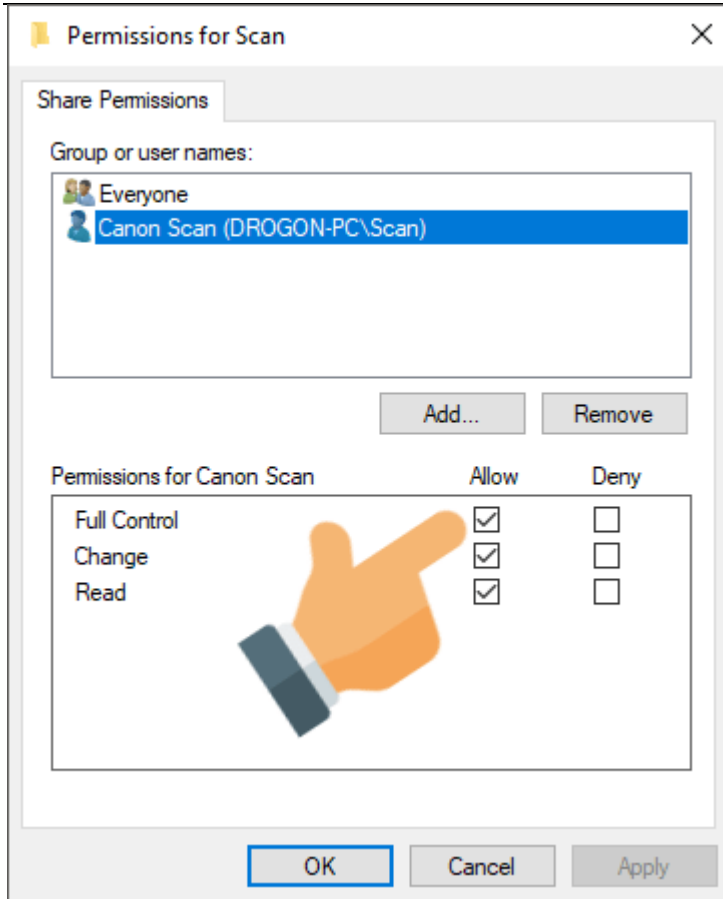 Permissions for Scan
Share Permissions
Group or user names:
Everyone
Canon Scan (DROGON-PC\Scan)
Add... Remove
Permissions for Canon Scan Allow Deny
Full Control
Change
Read
OK Cancel Apply